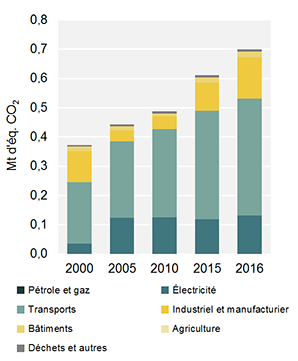 0,8
0,7
0,6
0,5
0,4
0,3
0,2
0,1
0,0
Mt d'éq. CO2
2000 2005 2010 2015 2016
Pétrole et gaz Électricité
Transports Industriel et manufacturier
Bâtiments Agriculture
Déchets et autres